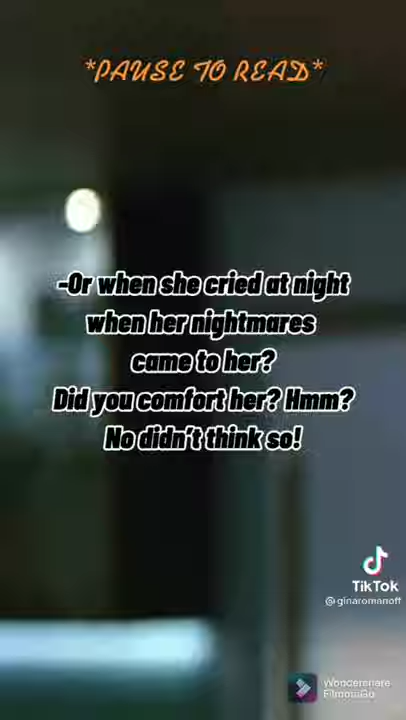 *PAUSE TO READ*
-Or when she cried at night
when her nightmares
came to her?
Did you comfort her? Hmm?
No didn't think so!
TikTok
@ginaromanoff
Wondershare
FilmoraGo